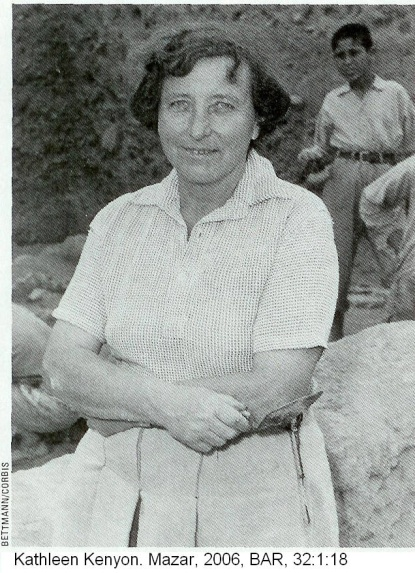 BETTMANN/CORBIS
Kathleen Kenyon. Mazar, 2006, BAR, 32:1:18